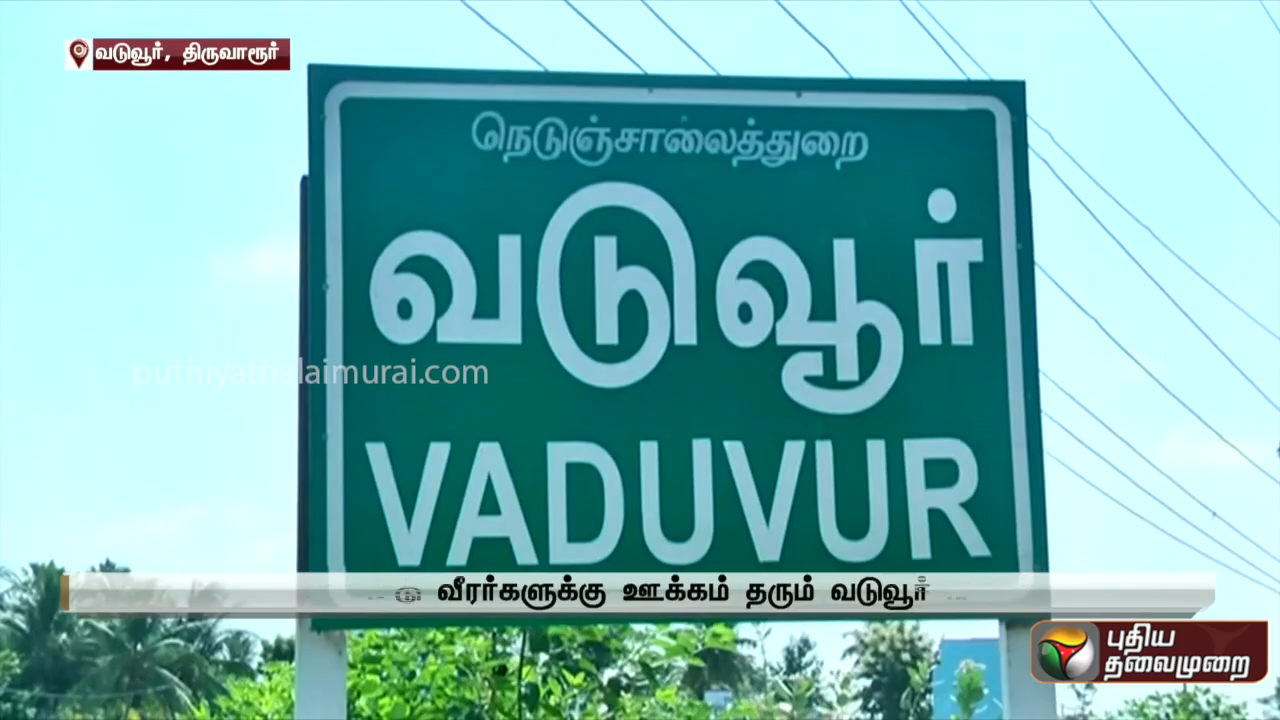 வடுவூர், திருவாரூர்
நெடுஞ்சாலைத்துறை
வடுவூர்
puthiyathalaimurai.com
VADUVUR
வீரர்களுக்கு ஊக்கம் தரும் வடுவூர்
புதிய
தலைமுறை